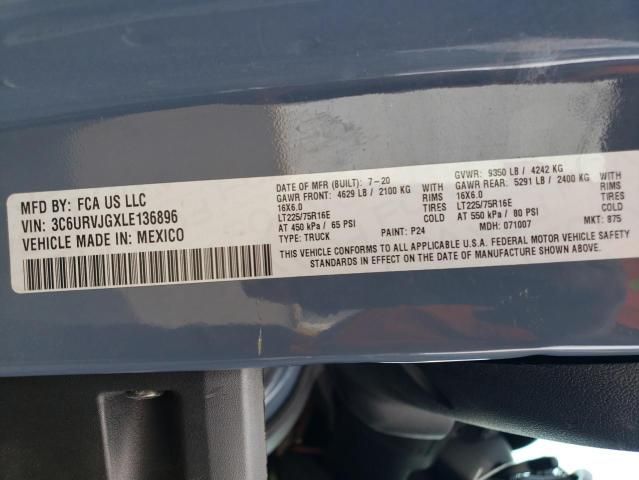 MFD BY: FCA US LLC
VIN: 3C6URVJGXLE136896
VEHICLE MADE IN: MEXICO
DATE OF MFR (BUILT): 7-20
GVWR: 9350 LB / 4242 KG
GAWR FRONT: 4629 LB / 2100 KG WITH
GAWR REAR: 5291 LB / 2400 KG WITH
16X6.0 RIMS
16X6.0 RIMS
LT225/75R16E TIRES
LT225/75R16E TIRES
AT 450 kPa / 65 PSI COLD
AT 550 kPa / 80 PSI COLD
TYPE: TRUCK PAINT: P24 MDH: 071007 MKT: 875
THIS VEHICLE CONFORMS TO ALL APPLICABLE U.S.A. FEDERAL MOTOR VEHICLE SAFETY
STANDARDS IN EFFECT ON THE DATE OF MANUFACTURE SHOWN ABOVE.